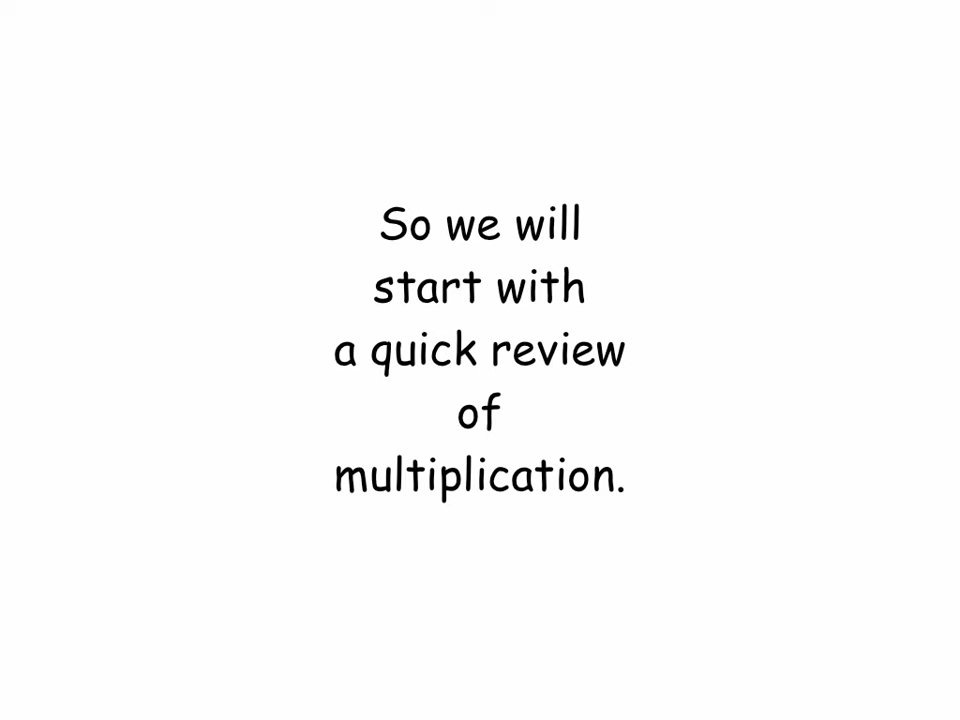 So we will
start with
a quick review
of
multiplication.